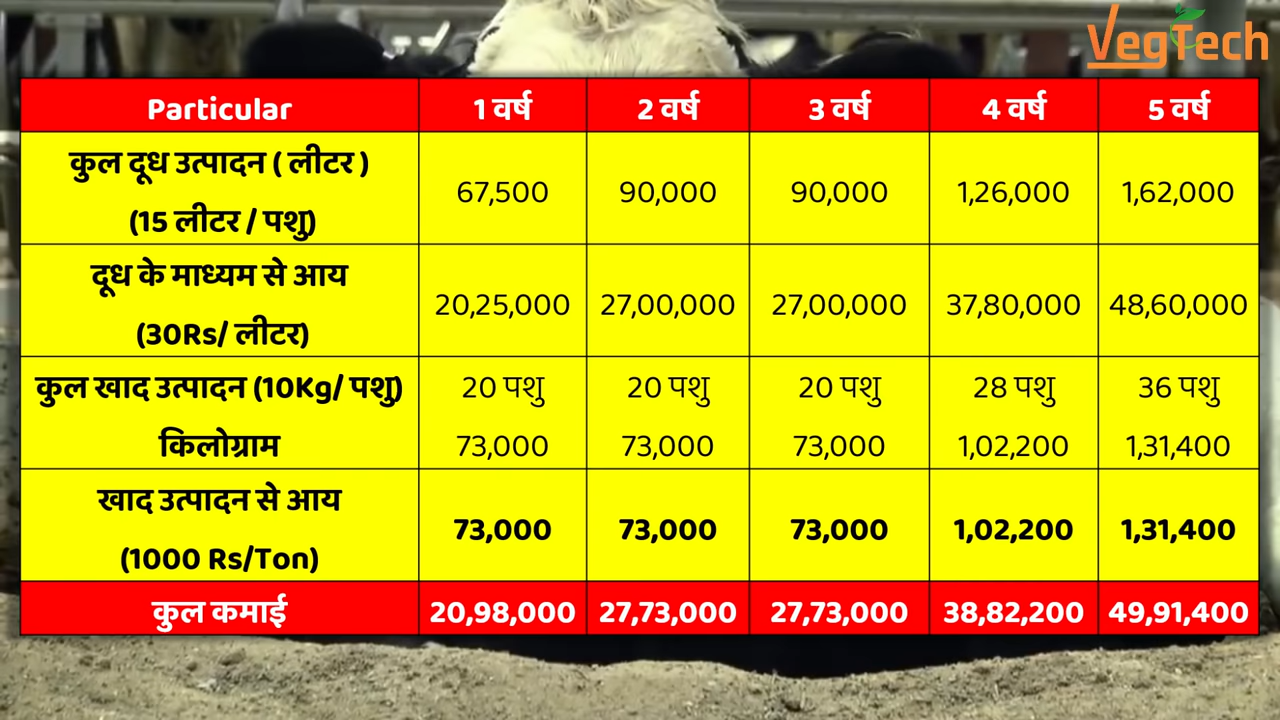 VegTech
Particular 1 वर्ष 2 वर्ष 3 वर्ष 4 वर्ष 5 वर्ष
कुल दूध उत्पादन ( लीटर )
(15 लीटर / पशु) 67,500 90,000 90,000 1,26,000 1,62,000
दूध के माध्यम से आय
(30Rs/ लीटर) 20,25,000 27,00,000 27,00,000 37,80,000 48,60,000
कुल खाद उत्पादन (10Kg/ पशु) 20 पशु 20 पशु 20 पशु 28 पशु 36 पशु
किलोग्राम 73,000 73,000 73,000 1,02,200 1,31,400
खाद उत्पादन से आय
(1000 Rs/Ton) 73,000 73,000 73,000 1,02,200 1,31,400
कुल कमाई 20,98,000 27,73,000 27,73,000 38,82,200 49,91,400